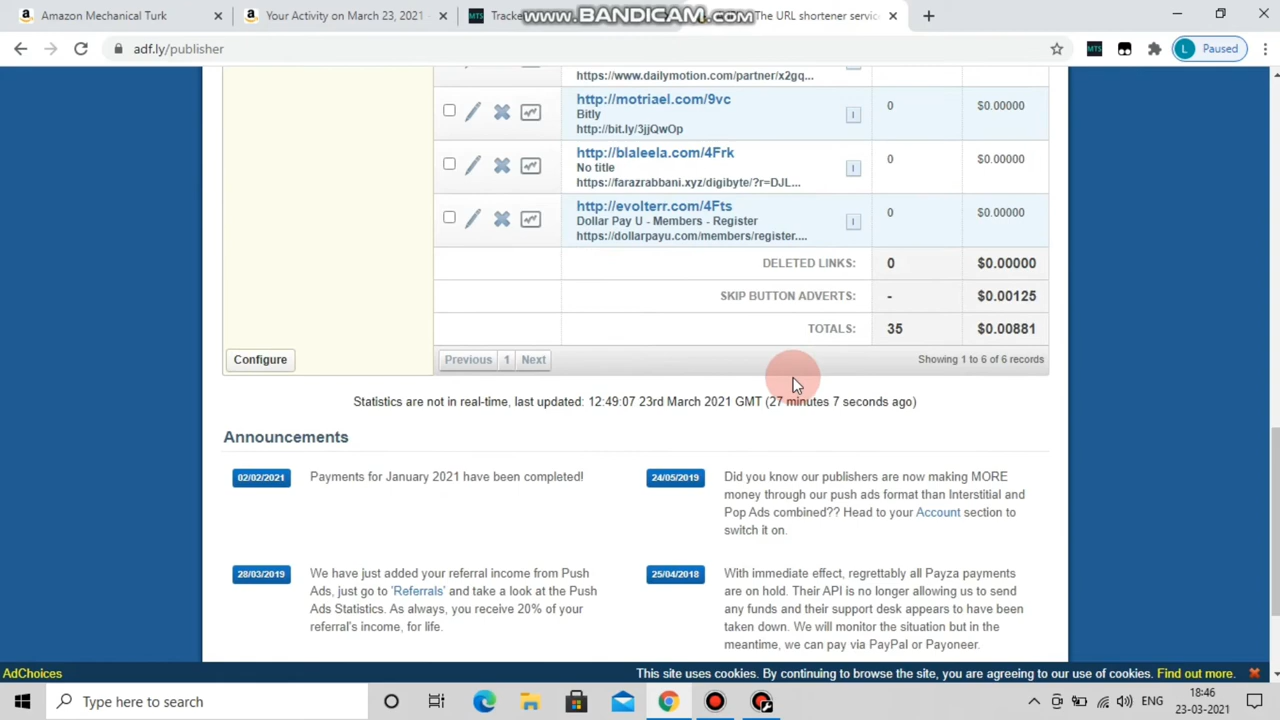 Amazon Mechanical Turk
Your Activity on March 23, 2021
MTS
Tracke
The URL shortener servic
www.BANDICAM.com
adf.ly/publisher
MTS
L
Paused
https://www.dailymotion.com/partner/x2gq...
http://motriael.com/9vc
0
$0.00000
Bitly
http://bit.ly/3jjQwOp
http://blaleela.com/4Frk
0
$0.00000
No title
https://farazrabbani.xyz/digibyte/?r=DJL...
http://evolterr.com/4Fts
0
$0.00000
Dollar Pay U - Members - Register
https://dollarpayu.com/members/register....
DELETED LINKS:
0
$0.00000
SKIP BUTTON ADVERTS:
-
$0.00125
TOTALS:
35
$0.00881
Configure
Previous
1
Next
Showing 1 to 6 of 6 records
Statistics are not in real-time, last updated: 12:49:07 23rd March 2021 GMT (27 minutes 7 seconds ago)
Announcements
02/02/2021
Payments for January 2021 have been completed!
24/05/2019
Did you know our publishers are now making MORE
money through our push ads format than Interstitial and
Pop Ads combined?? Head to your Account section to
switch it on.
28/03/2019
We have just added your referral income from Push
Ads, just go to 'Referrals' and take a look at the Push
Ads Statistics. As always, you receive 20% of your
referral's income, for life.
25/04/2018
With immediate effect, regrettably all Payza payments
are on hold. Their API is no longer allowing us to send
any funds and their support desk appears to have been
taken down. We will monitor the situation but in the
meantime, we can pay via PayPal or Payoneer.
AdChoices
This site uses cookies. By continuing to browse the site, you are agreeing to our use of cookies. Find out more.
Type here to search
ENG
18:46
23-03-2021